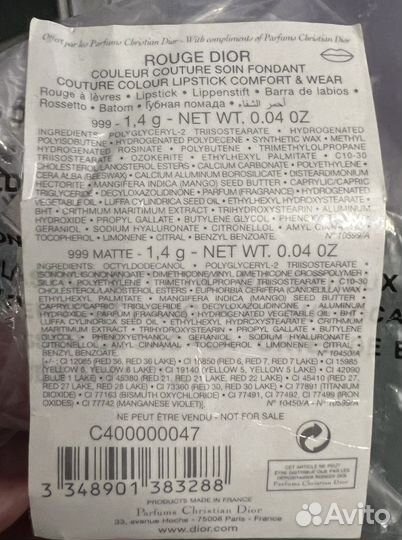 Offert par les Parfums Christian Dior - With compliments of Parfums Christian Dior
ROUGE DIOR
COULEUR COUTURE SOIN FONDANT
COUTURE COLOUR LIPSTICK COMFORT & WEAR
Rouge à lèvres • Lipstick • Lippenstift • Barra de labios •
Rossetto • Batom • Губная помада • أحمر الشفاه
999 - 1,4 g - NET WT. 0.04 OZ
INGREDIENTS: POLYGLYCERYL-2 TRIISOSTEARATE • HYDROGENATED
POLYISOBUTENE • HYDROGENATED POLYDECENE • SYNTHETIC WAX • METHYL
HYDROGENATED ROSINATE • POLYBUTENE • TRIMETHYLOLPROPANE
TRIISOSTEARATE • OZOKERITE • ETHYLHEXYL PALMITATE • C10-30
CHOLESTEROL/LANOSTEROL ESTERS • CALCIUM CARBONATE • POLYETHYLENE •
CERA ALBA (BEESWAX) • CALCIUM ALUMINUM BOROSILICATE • DISTEARDIMONIUM
HECTORITE • MANGIFERA INDICA (MANGO) SEED BUTTER • CAPRYLIC/CAPRIC
TRIGLYCERIDE • DECYLOXAZOLIDINONE • PARFUM (FRAGRANCE) • HYDROGENATED
VEGETABLE OIL • LUFFA CYLINDRICA SEED OIL • ETHYLHEXYL HYDROXYSTEARATE •
BHT • CRITHMUM MARITIMUM EXTRACT • TRIHYDROXYSTEARIN • ALUMINUM
HYDROXIDE • PROPYL GALLATE • BUTYLENE GLYCOL •
GERANIOL • SODIUM HYALURONATE • CITRONELLOL • AMYL
TOCOPHEROL • LIMONENE • CITRAL • BENZYL BENZOATE. N° 10599/A
999 MATTE - 1,4 g - NET WT. 0.04 OZ
INGREDIENTS: OCTYLDODECANOL • POLYGLYCERYL-2 TRIISOSTEARATE •
ISONONYL ISONONANOATE • DIMETHICONE/VINYL DIMETHICONE CROSSPOLYMER
• SILICA • POLYETHYLENE • TRIMETHYLOLPROPANE TRIISOSTEARATE • C10-30
CHOLESTEROL/LANOSTEROL ESTERS • EUPHORBIA CERIFERA (CANDELILLA) WAX •
ETHYLHEXYL PALMITATE • MANGIFERA INDICA (MANGO) SEED BUTTER •
CAPRYLIC/CAPRIC TRIGLYCERIDE • DECYLOXAZOLIDINONE • ALUMINUM
HYDROXIDE • PARFUM (FRAGRANCE) • HYDROGENATED VEGETABLE OIL • BHT •
LUFFA CYLINDRICA SEED OIL • ETHYLHEXYL HYDROXYSTEARATE • CRITHMUM
MARITIMUM EXTRACT • TRIHYDROXYSTEARIN • PROPYL GALLATE • BUTYLENE
GLYCOL • PHENOXYETHANOL • GERANIOL • SODIUM HYALURONATE •
CITRONELLOL • AMYL CINNAMAL • TOCOPHEROL • LIMONENE • CITRAL •
BENZYL BENZOATE. N° 10450/A
+/- : CI 12085 (RED 36, RED 36 LAKE) • CI 15850 (RED 6, RED 7, RED 7 LAKE) • CI 15985
(YELLOW 6, YELLOW 6 LAKE) • CI 19140 (YELLOW 5, YELLOW 5 LAKE) • CI 42090
(BLUE 1 LAKE) • CI 45380 (RED 21, RED 21 LAKE, RED 22 LAKE) • CI 45410 (RED 27,
RED 27 LAKE, RED 28 LAKE) • CI 73360 (RED 30, RED 30 LAKE) • CI 77891 (TITANIUM
DIOXIDE) • CI 77163 (BISMUTH OXYCHLORIDE) • CI 77491, CI 77492, CI 77499 (IRON
OXIDES) • CI 77742 (MANGANESE VIOLET). N° 10450/A - N° 10599/A
NE PEUT ÊTRE VENDU - NOT FOR SALE
C400000047
3 348901 383288
CET ARTICLE NE PEUT
ÊTRE DISTRIBUÉ QUE PAR LES
DÉPOSITAIRES AGRÉÉS DE
Parfums Christian Dior
PRODUCTS MADE IN FRANCE
Parfums Christian Dior
33, avenue Hoche - 75008 Paris - France
www.dior.com
Avito